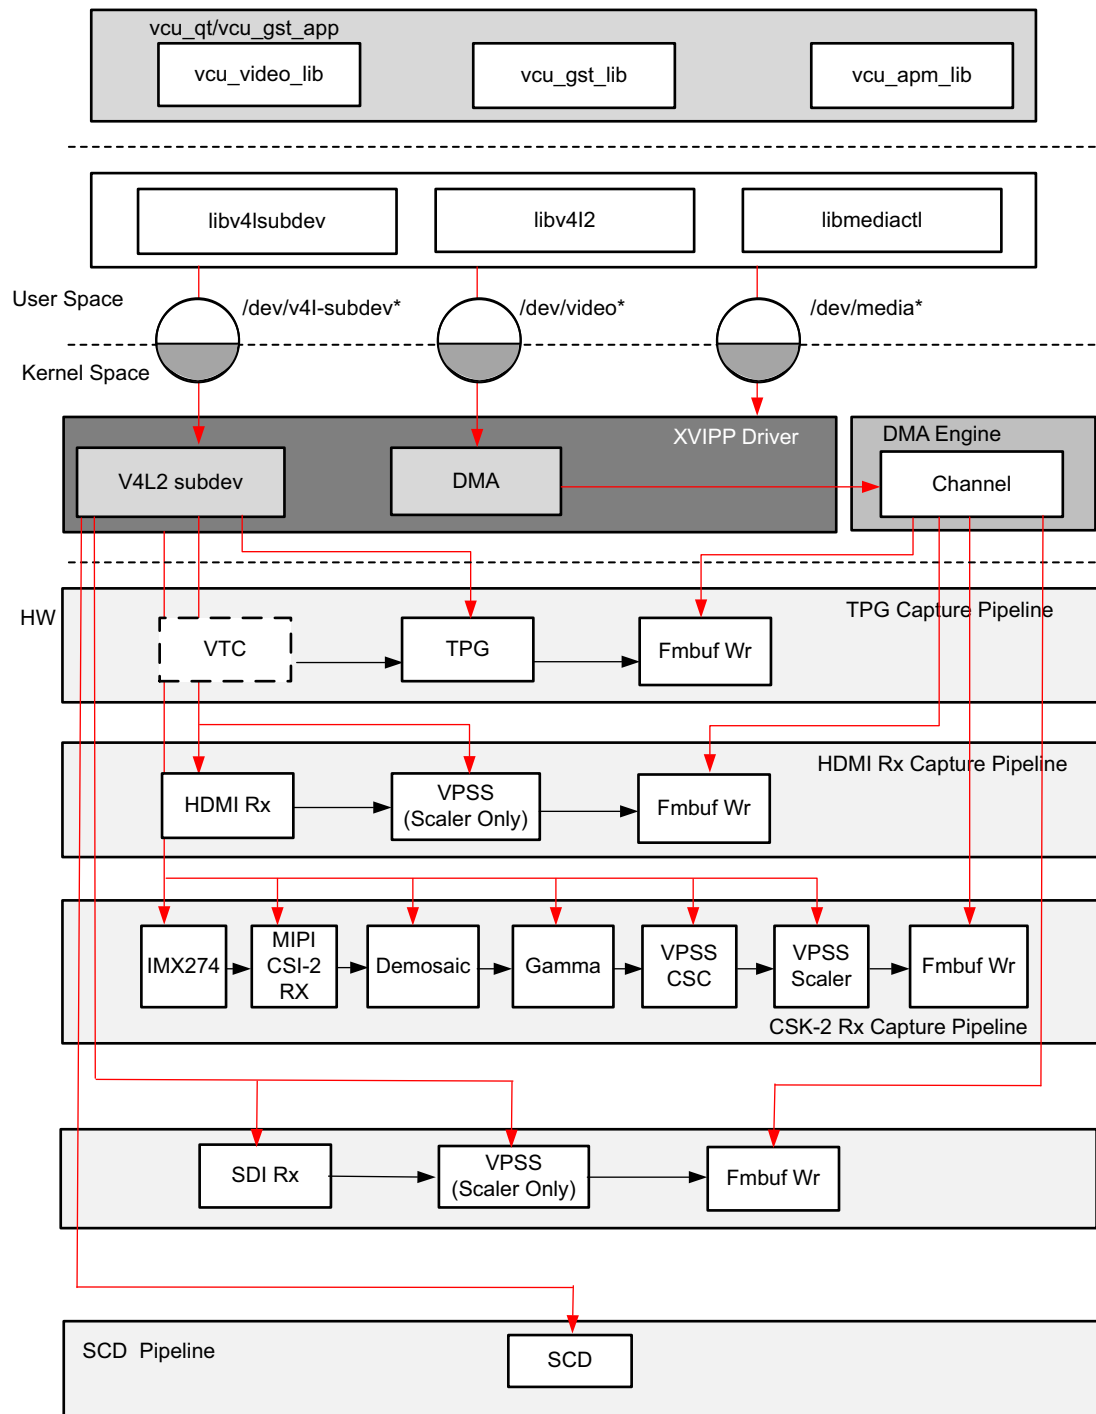 vcu_qt/vcu_gst_app
vcu_video_lib
vcu_gst_lib
vcu_apm_lib
libv4lsubdev
libv4l2
libmediactl
User Space
/dev/v4l-subdev*
/dev/video*
/dev/media*
Kernel Space
XVIPP Driver
DMA Engine
V4L2 subdev
DMA
Channel
HW
TPG Capture Pipeline
VTC
TPG
Fmbuf Wr
HDMI Rx Capture Pipeline
HDMI Rx
VPSS
(Scaler Only)
Fmbuf Wr
IMX274
MIPI
CSI-2
RX
Demosaic
Gamma
VPSS
CSC
VPSS
Scaler
Fmbuf Wr
CSK-2 Rx Capture Pipeline
SDI Rx
VPSS
(Scaler Only)
Fmbuf Wr
SCD Pipeline
SCD